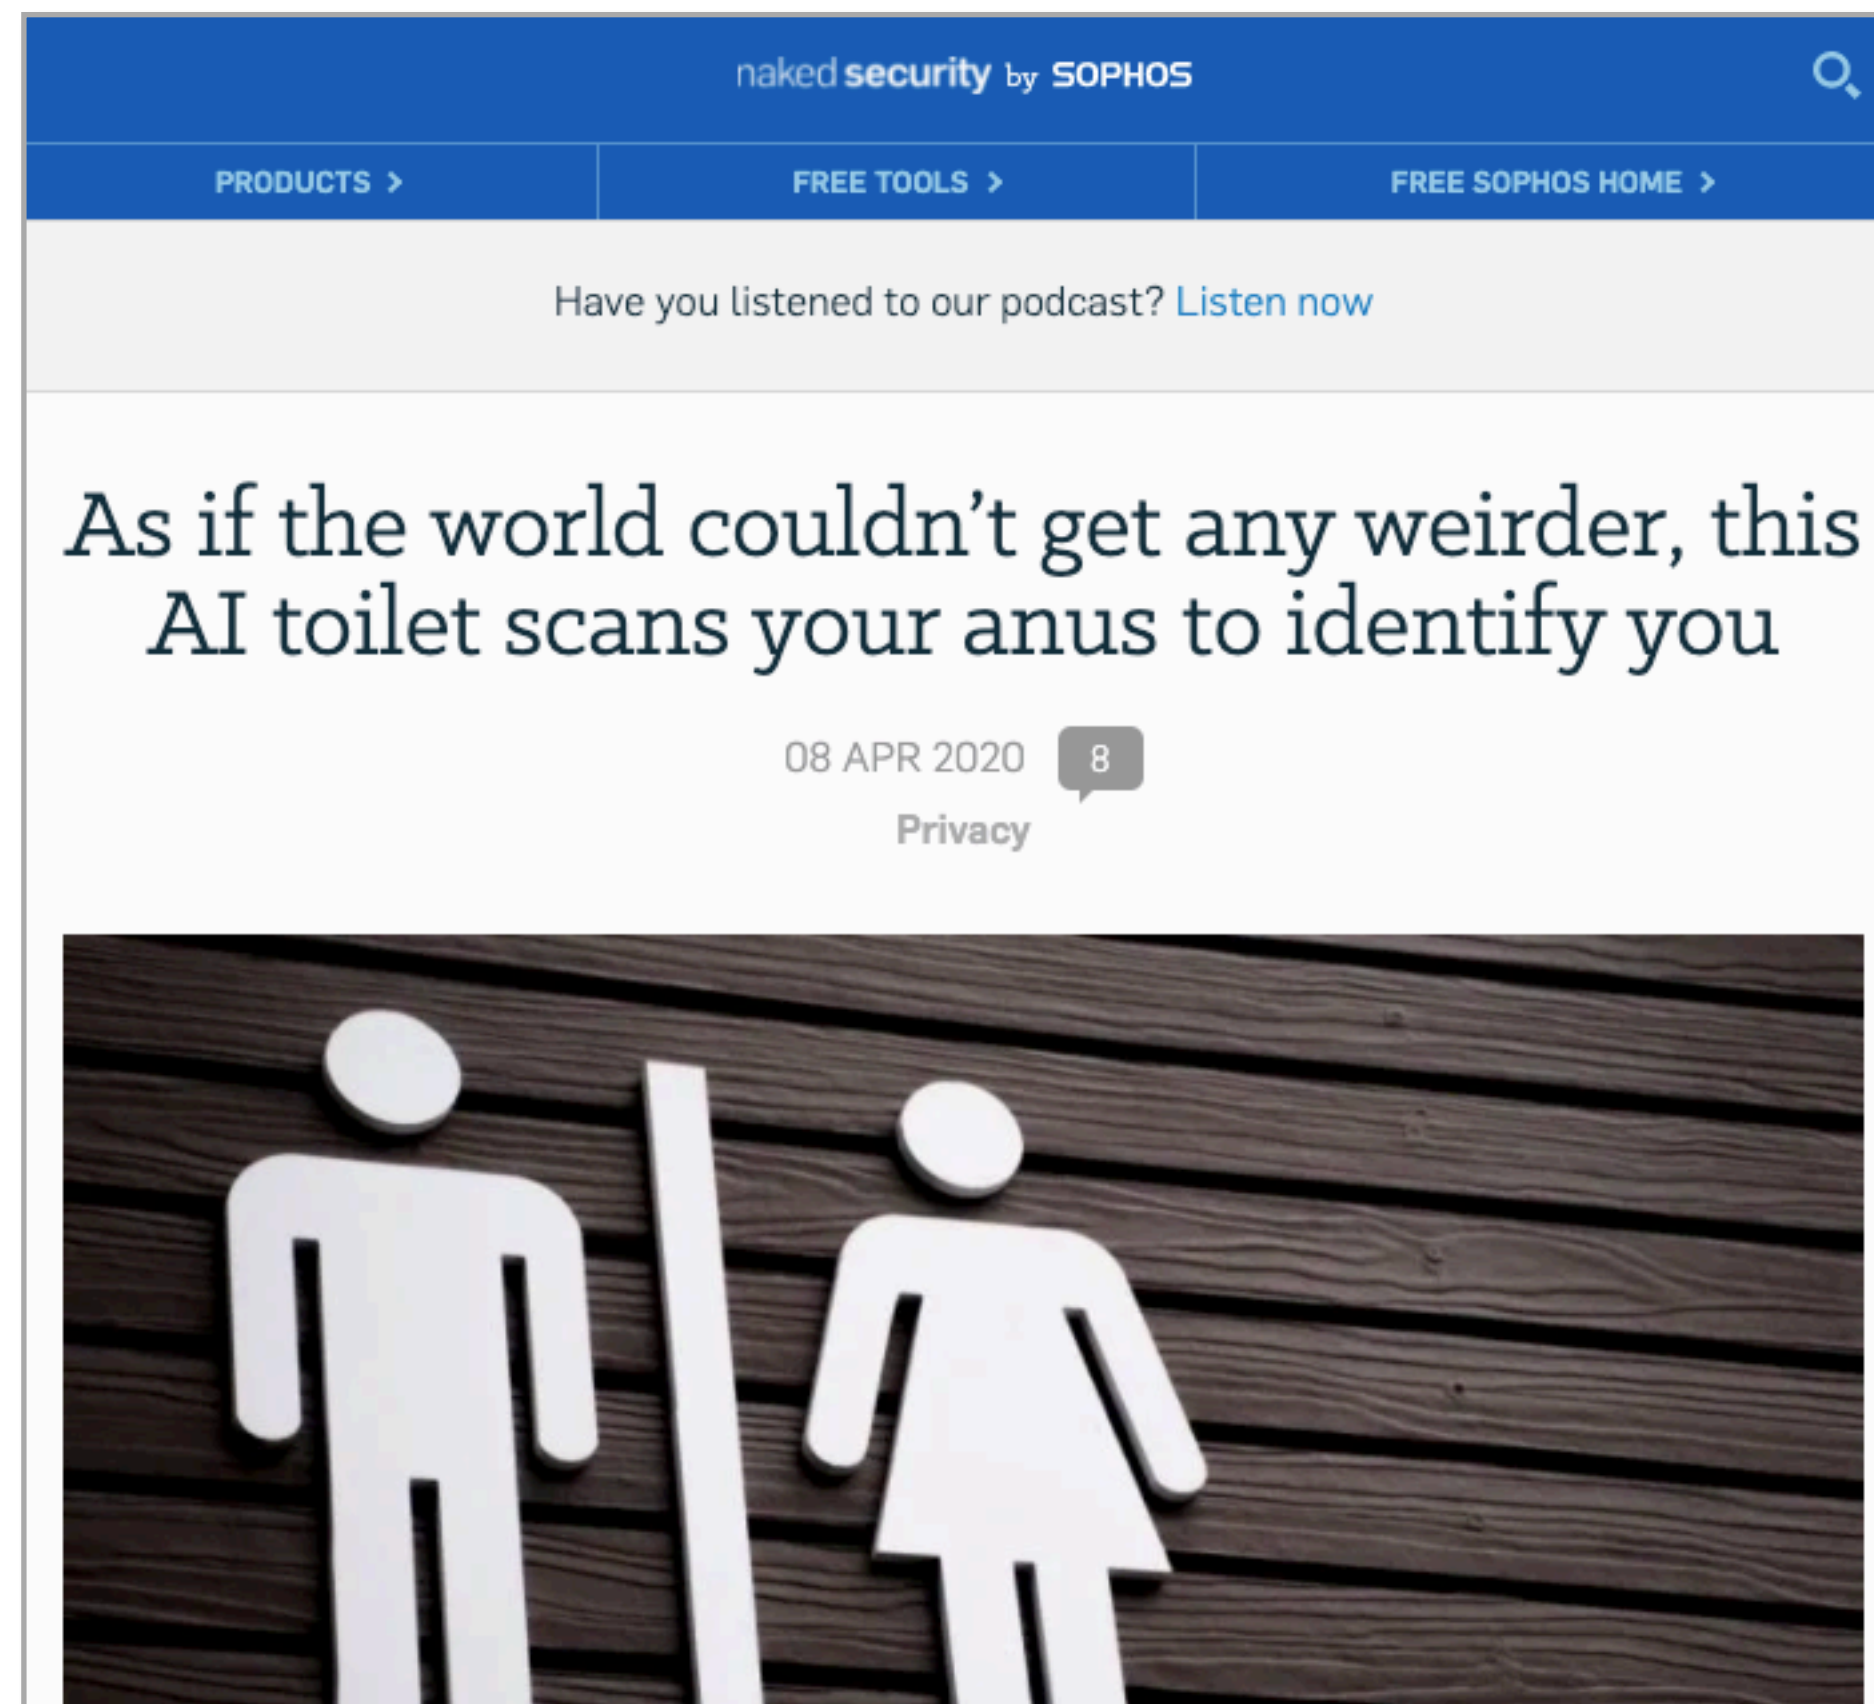 naked security by SOPHOS
PRODUCTS >
FREE TOOLS >
FREE SOPHOS HOME >
Have you listened to our podcast? Listen now
As if the world couldn't get any weirder, this
AI toilet scans your anus to identify you
08 APR 2020 8
Privacy